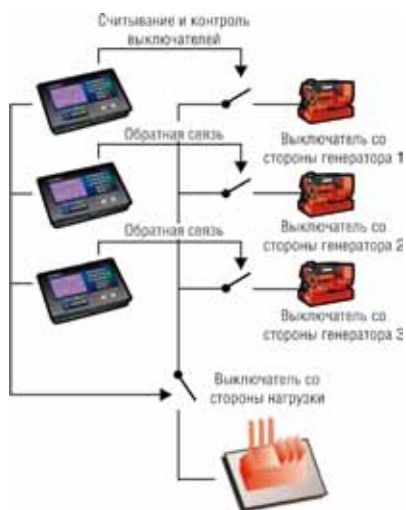 Считывание и контроль
выключателей
Обратная связь
Выключатель со
стороны генератора 1
Обратная связь
Выключатель со
стороны генератора 2
Выключатель со
стороны генератора 3
Выключатель со
стороны нагрузки